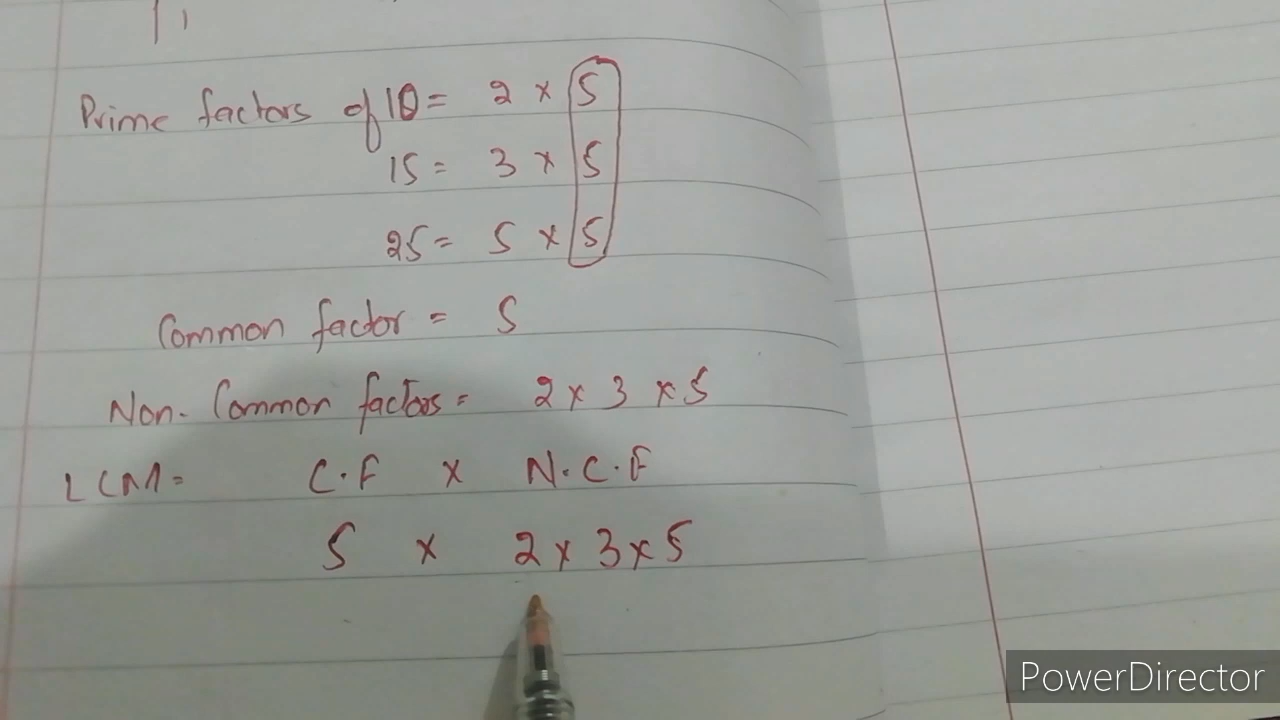 Prime factors of 10 = 2 × 5
15 = 3 × 5
25 = 5 × 5
Common factor = 5
Non-Common factors = 2 × 3 × 5
LCM = C.F × N.C.F
5 × 2 × 3 × 5
PowerDirector